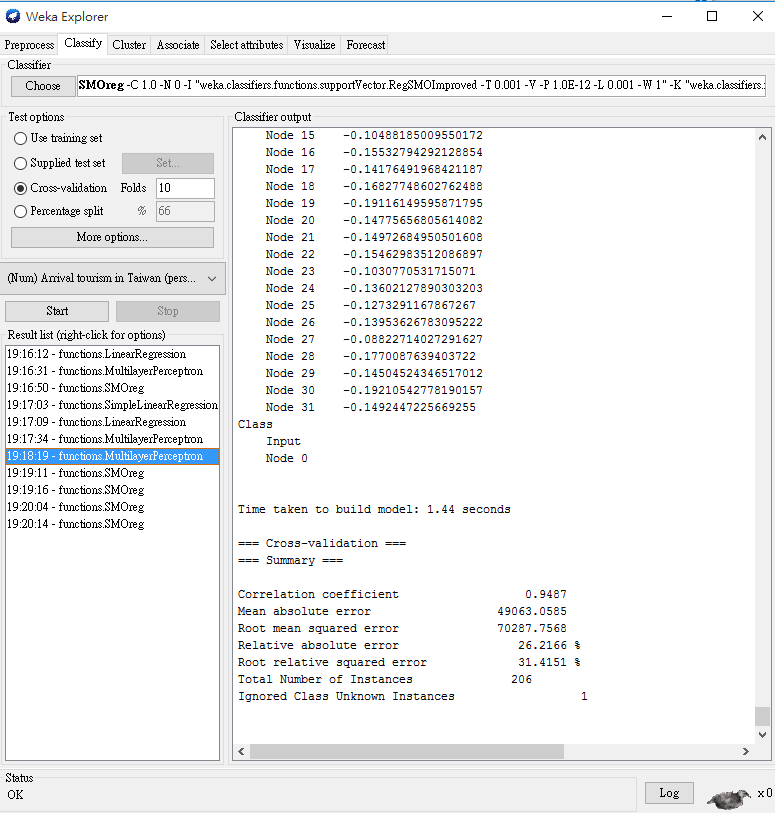 Weka Explorer
Preprocess Classify Cluster Associate Select attributes Visualize Forecast
Classifier
Choose SMOreg -C 1.0 -N 0 -I "weka.classifiers.functions.supportVector.RegSMOImproved -T 0.001 -V -P 1.0E-12 -L 0.001 -W 1" -K "weka.classifiers.
Test options
Use training set
Supplied test set Set...
Cross-validation Folds 10
Percentage split % 66
More options...
(Num) Arrival tourism in Taiwan (pers...
Start Stop
Result list (right-click for options)
19:16:12 - functions.LinearRegression
19:16:31 - functions.MultilayerPerceptron
19:16:50 - functions.SMOreg
19:17:03 - functions.SimpleLinearRegression
19:17:09 - functions.LinearRegression
19:17:34 - functions.MultilayerPerceptron
19:18:19 - functions.MultilayerPerceptron
19:19:11 - functions.SMOreg
19:19:16 - functions.SMOreg
19:20:04 - functions.SMOreg
19:20:14 - functions.SMOreg
Classifier output
Node 15 -0.10488185009550172
Node 16 -0.15532794292128854
Node 17 -0.14176491968421187
Node 18 -0.16827748602762488
Node 19 -0.19116149595871795
Node 20 -0.14775656805614082
Node 21 -0.14972684950501608
Node 22 -0.15462983512086897
Node 23 -0.1030770531715071
Node 24 -0.13602127890303203
Node 25 -0.1273291167867267
Node 26 -0.13953626783095222
Node 27 -0.08822714027291627
Node 28 -0.1770087639403722
Node 29 -0.14504524346517012
Node 30 -0.19210542778190157
Node 31 -0.1492447225669255
Class
Input
Node 0
Time taken to build model: 1.44 seconds
=== Cross-validation ===
=== Summary ===
Correlation coefficient 0.9487
Mean absolute error 49063.0585
Root mean squared error 70287.7568
Relative absolute error 26.2166 %
Root relative squared error 31.4151 %
Total Number of Instances 206
Ignored Class Unknown Instances 1
Status
OK
Log
x 0